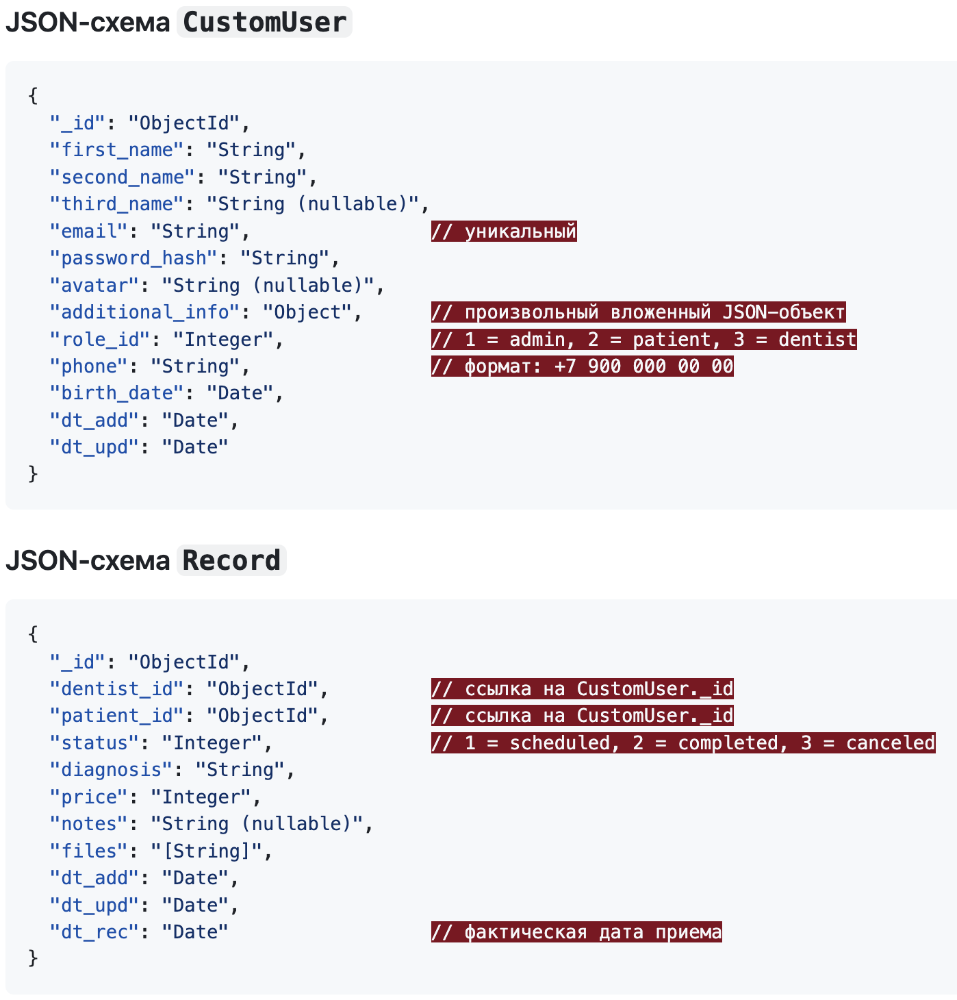 JSON-схема CustomUser
{
"_id": "ObjectId",
"first_name": "String",
"second_name": "String",
"third_name": "String (nullable)",
"email": "String", // уникальный
"password_hash": "String",
"avatar": "String (nullable)",
"additional_info": "Object", // произвольный вложенный JSON-объект
"role_id": "Integer", // 1 = admin, 2 = patient, 3 = dentist
"phone": "String", // формат: +7 900 000 00 00
"birth_date": "Date",
"dt_add": "Date",
"dt_upd": "Date"
}
JSON-схема Record
{
"_id": "ObjectId",
"dentist_id": "ObjectId", // ссылка на CustomUser._id
"patient_id": "ObjectId", // ссылка на CustomUser._id
"status": "Integer", // 1 = scheduled, 2 = completed, 3 = canceled
"diagnosis": "String",
"price": "Integer",
"notes": "String (nullable)",
"files": "[String]",
"dt_add": "Date",
"dt_upd": "Date",
"dt_rec": "Date" // фактическая дата приема
}